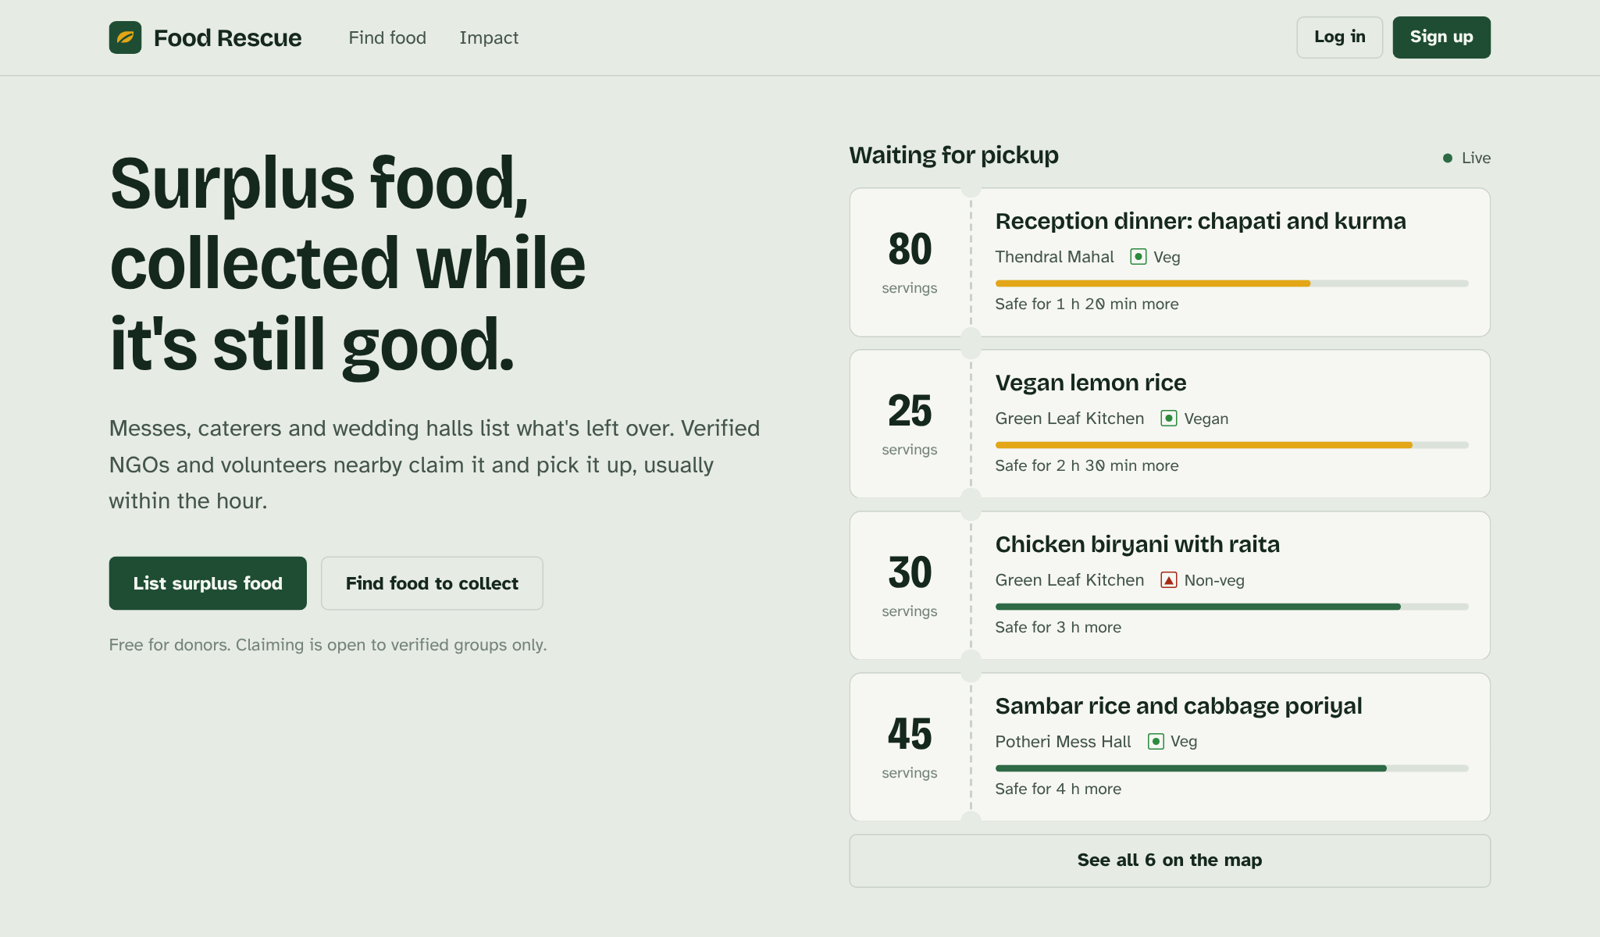 Food Rescue
Find food
Impact
Log in
Sign up
Surplus food,
collected while
it's still good.
Messes, caterers and wedding halls list what's left over. Verified
NGOs and volunteers nearby claim it and pick it up, usually
within the hour.
List surplus food
Find food to collect
Free for donors. Claiming is open to verified groups only.
Waiting for pickup
Live
80
servings
Reception dinner: chapati and kurma
Thendral Mahal
Veg
Safe for 1 h 20 min more
25
servings
Vegan lemon rice
Green Leaf Kitchen
Vegan
Safe for 2 h 30 min more
30
servings
Chicken biryani with raita
Green Leaf Kitchen
Non-veg
Safe for 3 h more
45
servings
Sambar rice and cabbage poriyal
Potheri Mess Hall
Veg
Safe for 4 h more
See all 6 on the map